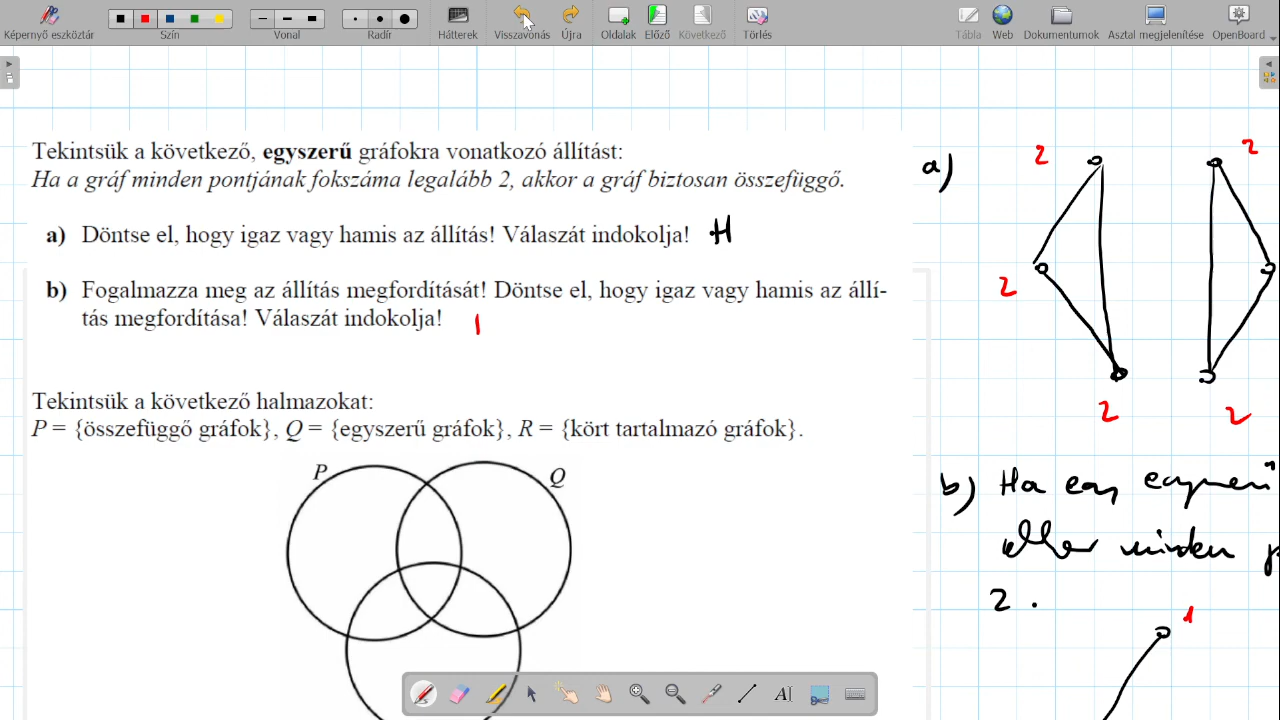 Képernyő eszköztár
Szín
Vonal
Radír
Hátterek
Visszavonás
Újra
Oldalak
Előző
Következő
Törlés
Tábla
Web
Dokumentumok
Asztal megjelenítése
OpenBoard
Tekintsük a következő, egyszerű gráfokra vonatkozó állítást:
Ha a gráf minden pontjának fokszáma legalább 2, akkor a gráf biztosan összefüggő.
a) Döntse el, hogy igaz vagy hamis az állítás! Válaszát indokolja! H
b) Fogalmazza meg az állítás megfordítását! Döntse el, hogy igaz vagy hamis az állí-
tás megfordítása! Válaszát indokolja!
Tekintsük a következő halmazokat:
P = {összefüggő gráfok}, Q = {egyszerű gráfok}, R = {kört tartalmazó gráfok}.
P
Q
a)
2
2
2
2
2
b) Ha egy
minden
2.
1
AI